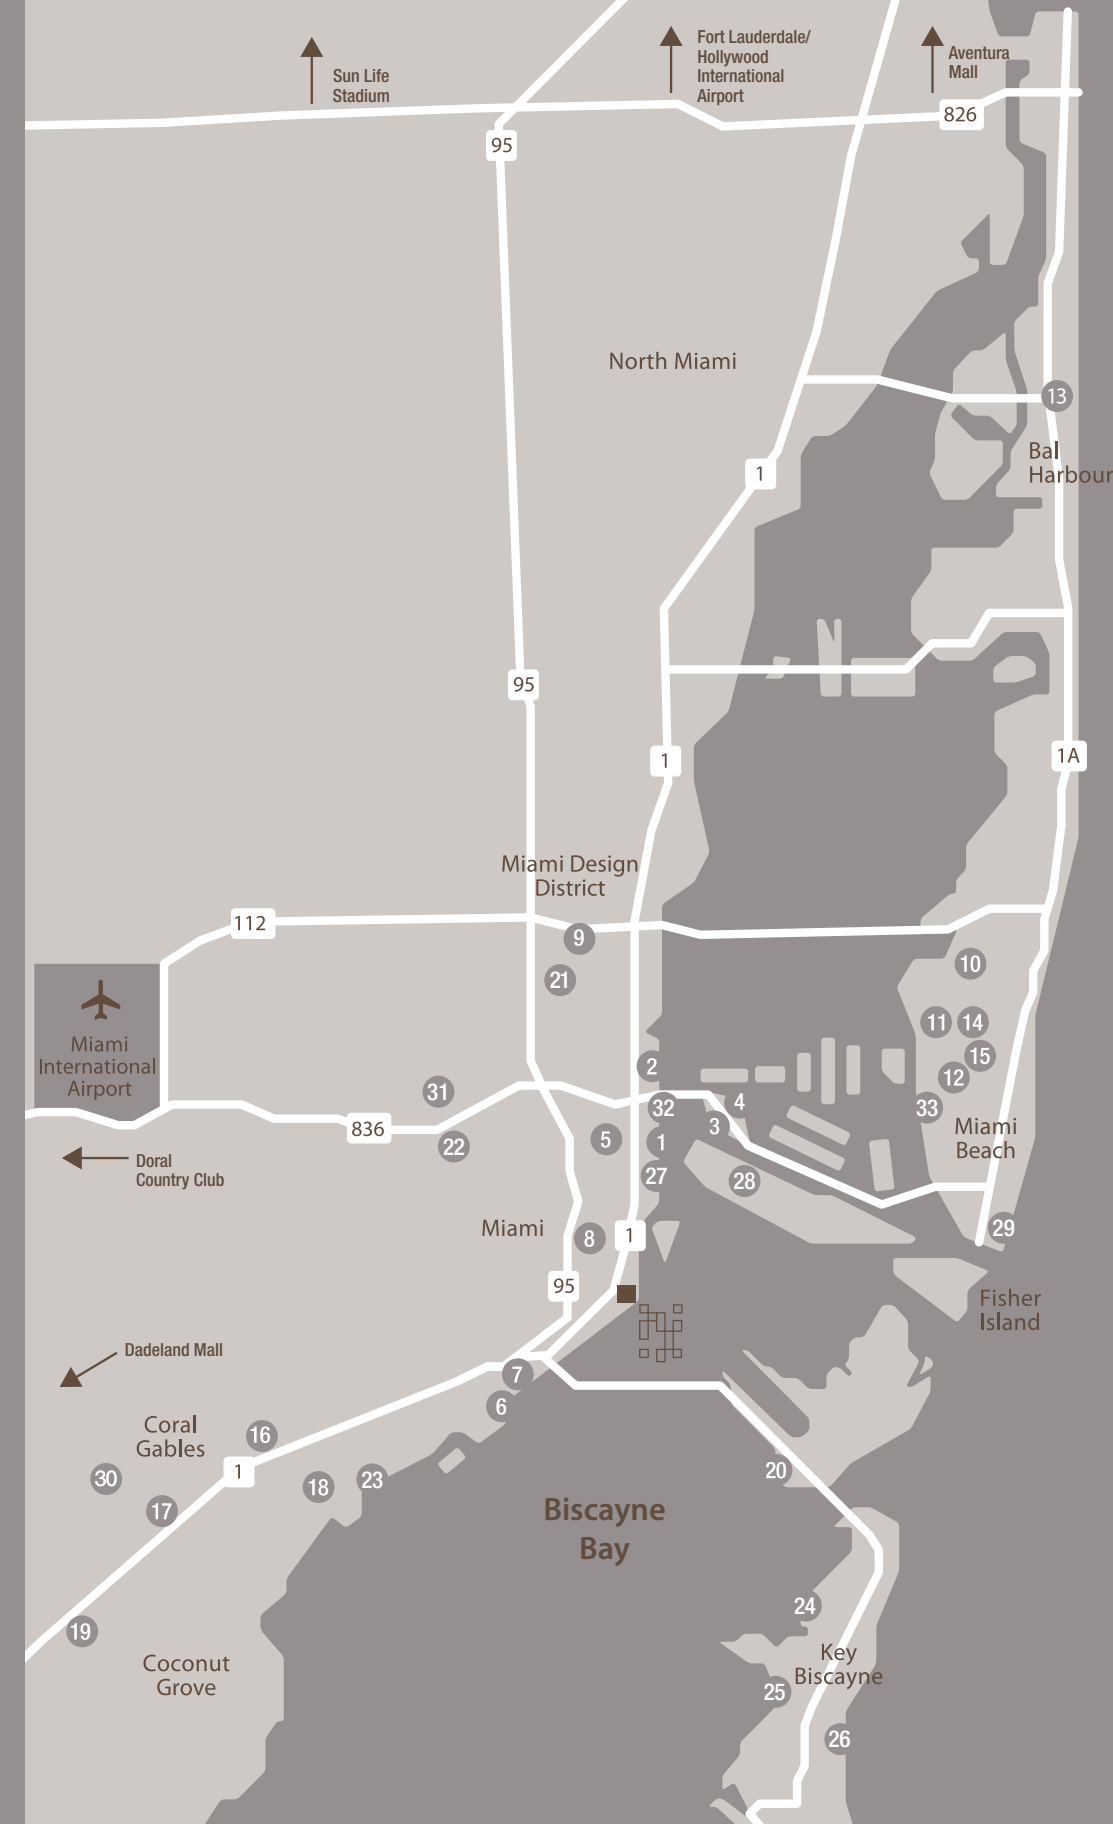 Sun Life
Stadium
Fort Lauderdale/
Hollywood
International
Airport
Aventura
Mall
826
95
North Miami
13
Bal
Harbour
1
95
1
1A
Miami Design
District
112
9
10
21
11
14
Miami
International
Airport
15
2
12
31
4
32
33
3
836
5
1
22
Miami
Beach
Doral
Country Club
27
28
Miami
8
1
29
95
Fisher
Island
Dadeland Mall
7
6
Coral
Gables
16
1
20
30
18
23
17
Biscayne
Bay
24
19
Coconut
Grove
Key
Biscayne
25
26